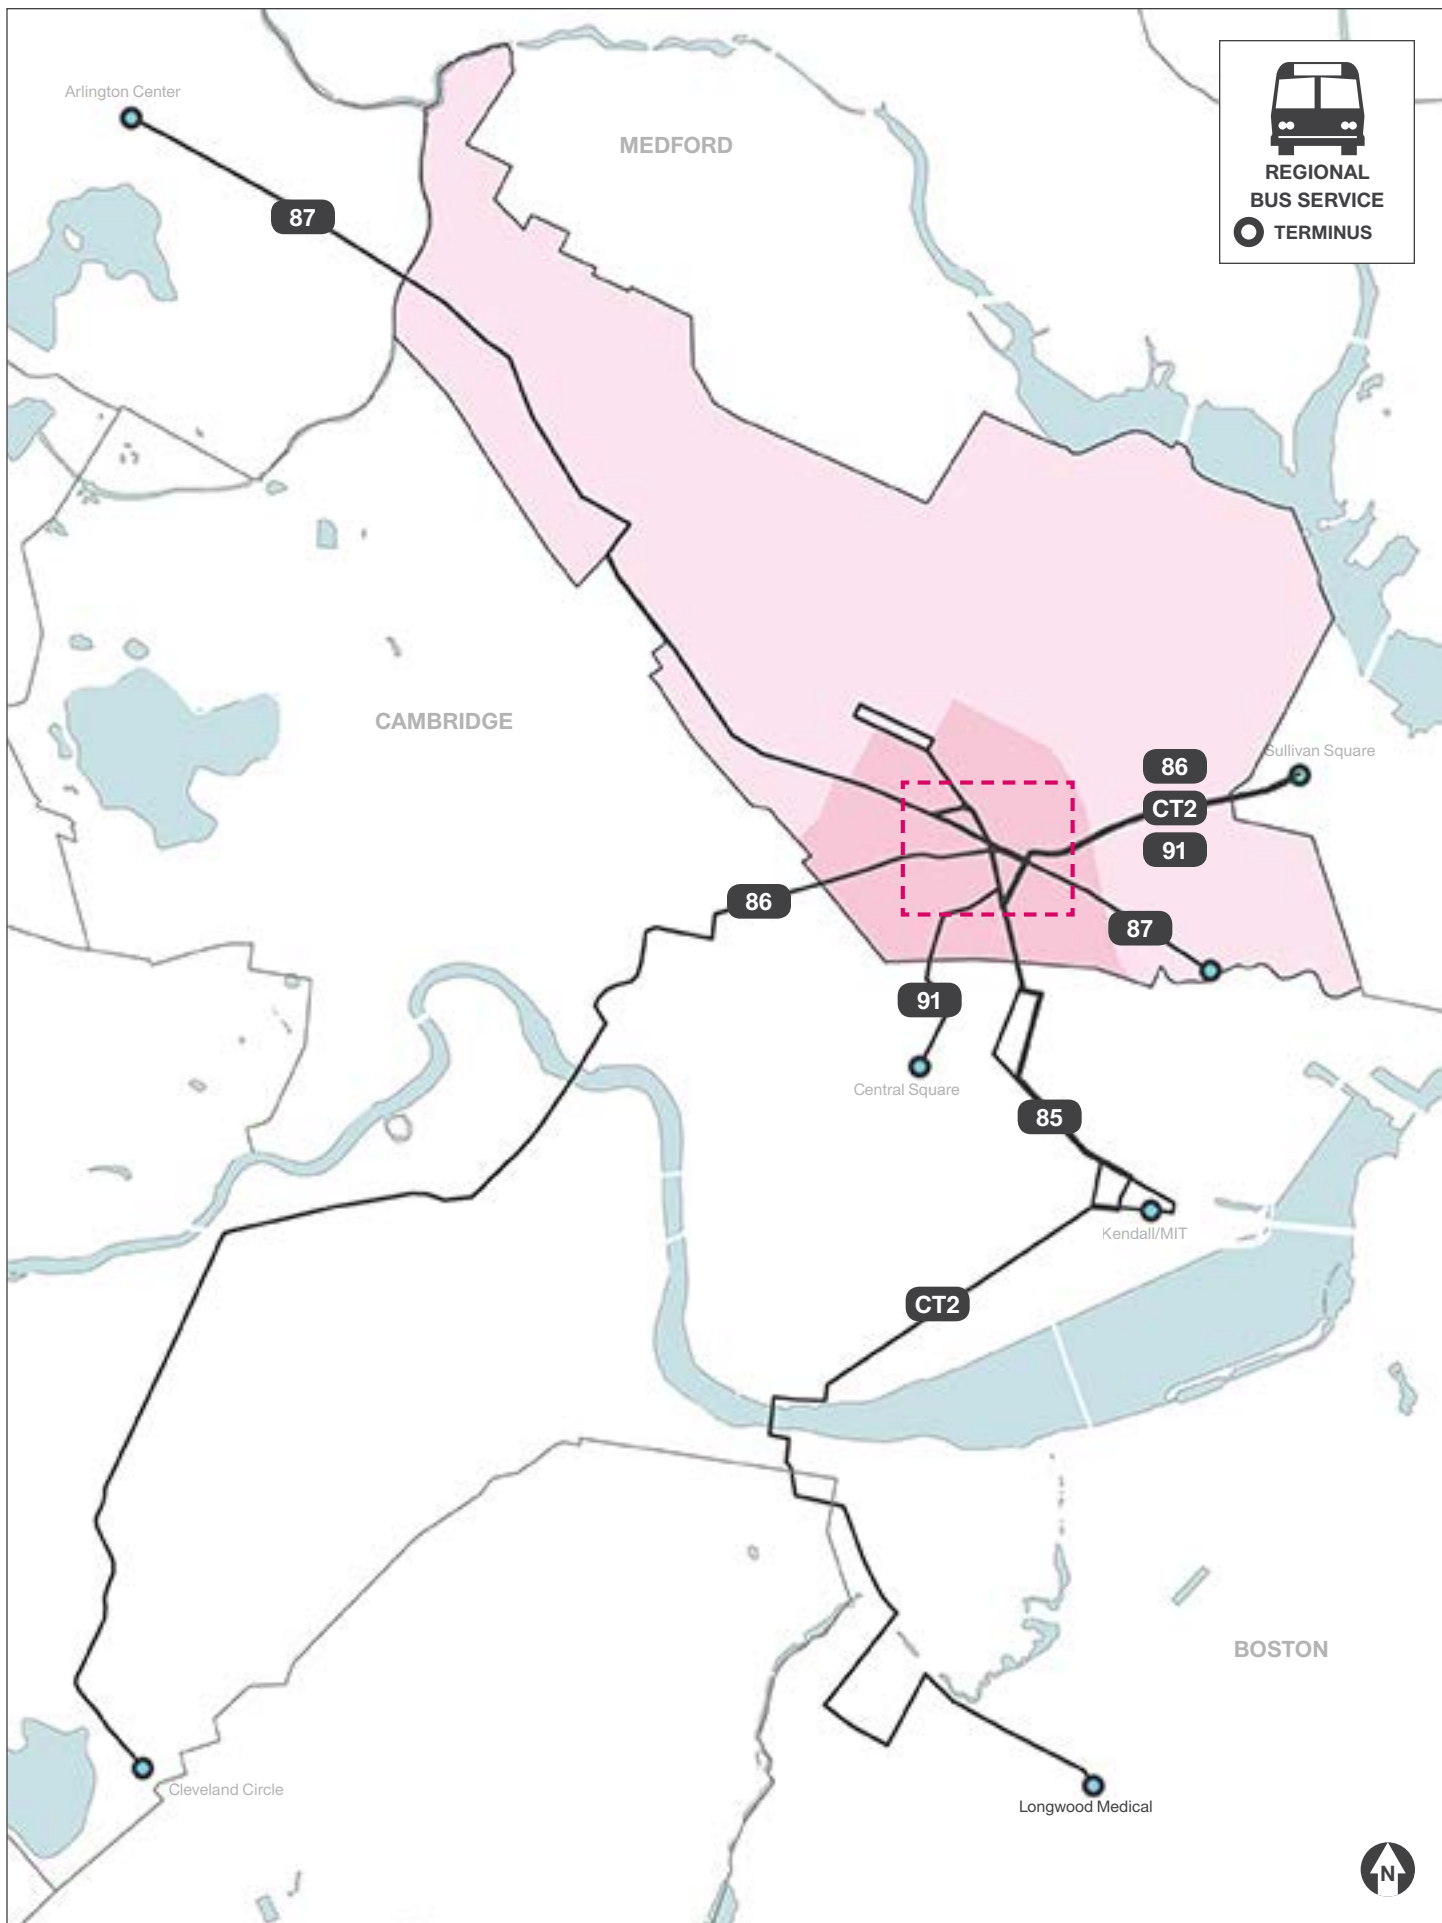 Arlington Center
MEDFORD
REGIONAL
BUS SERVICE
TERMINUS
87
CAMBRIDGE
Sullivan Square
86
CT2
91
86
87
91
Central Square
85
Kendall/MIT
CT2
BOSTON
Cleveland Circle
Longwood Medical
N